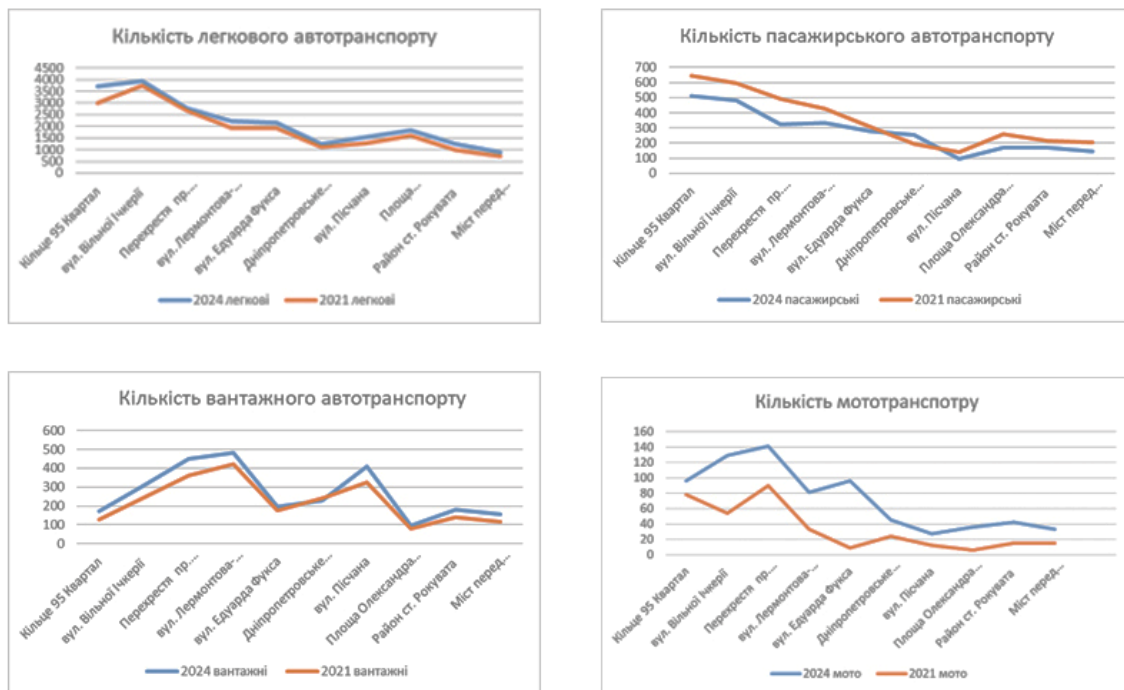 Кількість легкового автотранспорту
4500
4000
3500
3000
2500
2000
1500
1000
500
0
Кільце 95 Квартал
вул. Вільної Ічкерії
Перехрестя пр....
вул. Лермонтова-...
вул. Едуарда Фукса
Дніпропетровське...
вул. Пісчана
Площа...
Район ст. Рокувата
Міст перед...
2024 легкові
2021 легкові
Кількість пасажирського автотранспорту
700
600
500
400
300
200
100
0
Кільце 95 Квартал
вул. Вільної Ічкерії
Перехрестя пр....
вул. Лермонтова-...
вул. Едуарда Фукса
Дніпропетровське...
вул. Пісчана
Площа Олександра...
Район ст. Рокувата
Міст перед...
2024 пасажирські
2021 пасажирські
Кількість вантажного автотранспорту
600
500
400
300
200
100
0
Кільце 95 Квартал
вул. Вільної Ічкерії
Перехрестя пр....
вул. Лермонтова-...
вул. Едуарда Фукса
Дніпропетровське...
вул. Пісчана
Площа Олександра...
Район ст. Рокувата
Міст перед...
2024 вантажні
2021 вантажні
Кількість мототранспотру
160
140
120
100
80
60
40
20
0
Кільце 95 Квартал
вул. Вільної Ічкерії
Перехрестя пр....
вул. Лермонтова-...
вул. Едуарда Фукса
Дніпропетровське...
вул. Пісчана
Площа Олександра...
Район ст. Рокувата
Міст перед...
2024 мото
2021 мото